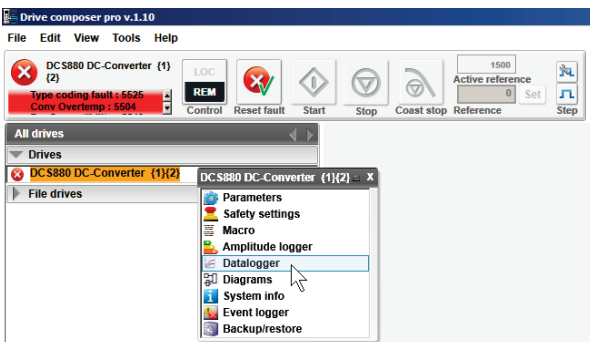 Drive composer pro v.1.10
File Edit View Tools Help
DCS880 DC-Converter {1}
{2}
Type coding fault : 5525
Conv Overtemp : 5504
LOC
REM
Control
Reset fault
Start
Stop
Coast stop
1500
Active reference
0 Set
Reference
Step
All drives
Drives
DCS880 DC-Converter {1}{2}
File drives
DCS880 DC-Converter {1}{2} x
Parameters
Safety settings
Macro
Amplitude logger
Datalogger
Diagrams
System info
Event logger
Backup/restore